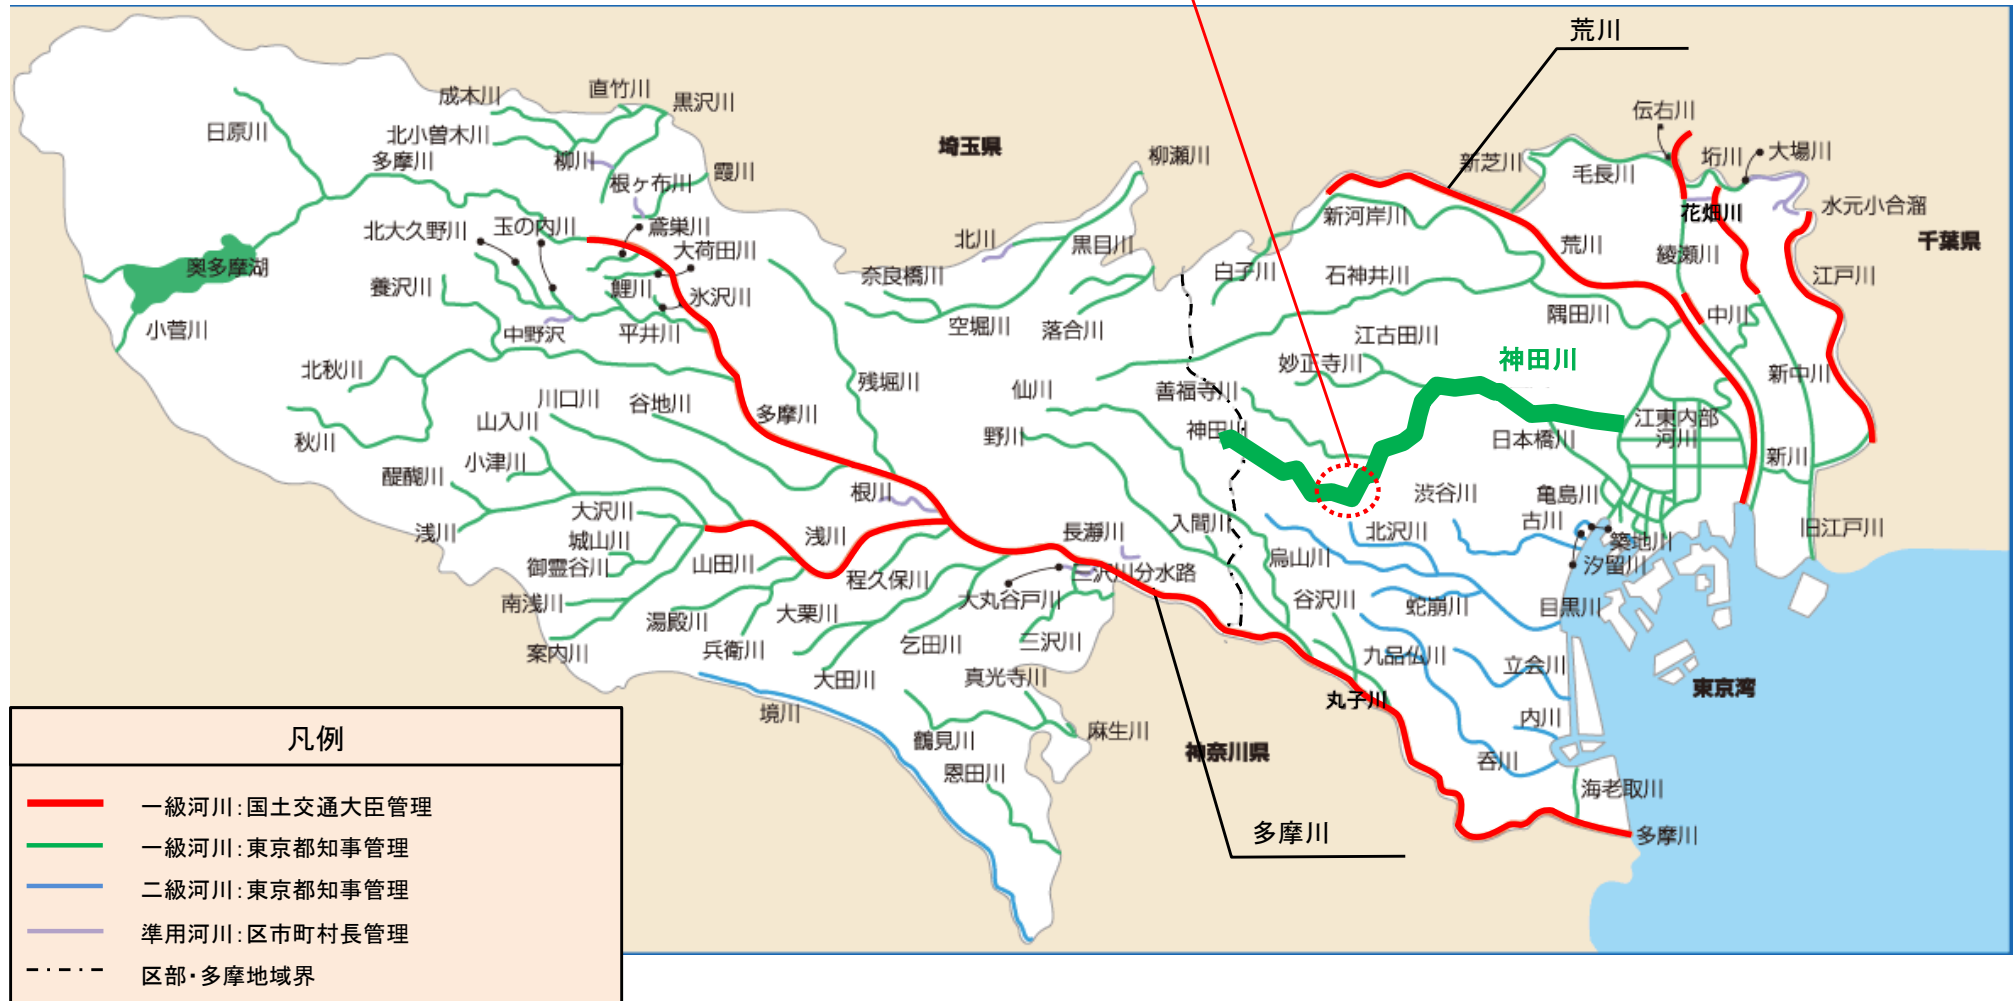 荒川
直竹川
成木川
黒沢川
伝右川
日原川
北小曽木川
埼玉県
柳瀬川
新芝川
毛長川
垳川
大場川
多摩川
柳川
霞川
根ヶ布川
水元小合溜
花畑川
新河岸川
北大久野川
玉の内川
鳶巣川
大荷田川
北川
黒目川
荒川
綾瀬川
千葉県
奥多摩湖
養沢川
鯉川
氷沢川
奈良橋川
白子川
石神井川
江戸川
小菅川
中野沢
平井川
空堀川
落合川
江古田川
隅田川
中川
妙正寺川
神田川
北秋川
残堀川
仙川
善福寺川
新中川
川口川
谷地川
多摩川
山入川
秋川
野川
神田川
日本橋川
江東内部
河川
小津川
醍醐川
新川
根川
渋谷川
亀島川
大沢川
浅川
城山川
浅川
長瀞川
入間川
北沢川
古川
築地川
旧江戸川
御霊谷川
山田川
程久保川
三沢川分水路
烏山川
汐留川
南浅川
湯殿川
大栗川
大丸谷戸川
谷沢川
蛇崩川
目黒川
案内川
兵衛川
乞田川
三沢川
九品仏川
立会川
大田川
真光寺川
東京湾
境川
丸子川
内川
鶴見川
麻生川
神奈川県
呑川
恩田川
海老取川
多摩川
多摩川
凡例
一級河川：国土交通大臣管理
一級河川：東京都知事管理
二級河川：東京都知事管理
準用河川：区市町村長管理
区部・多摩地域界